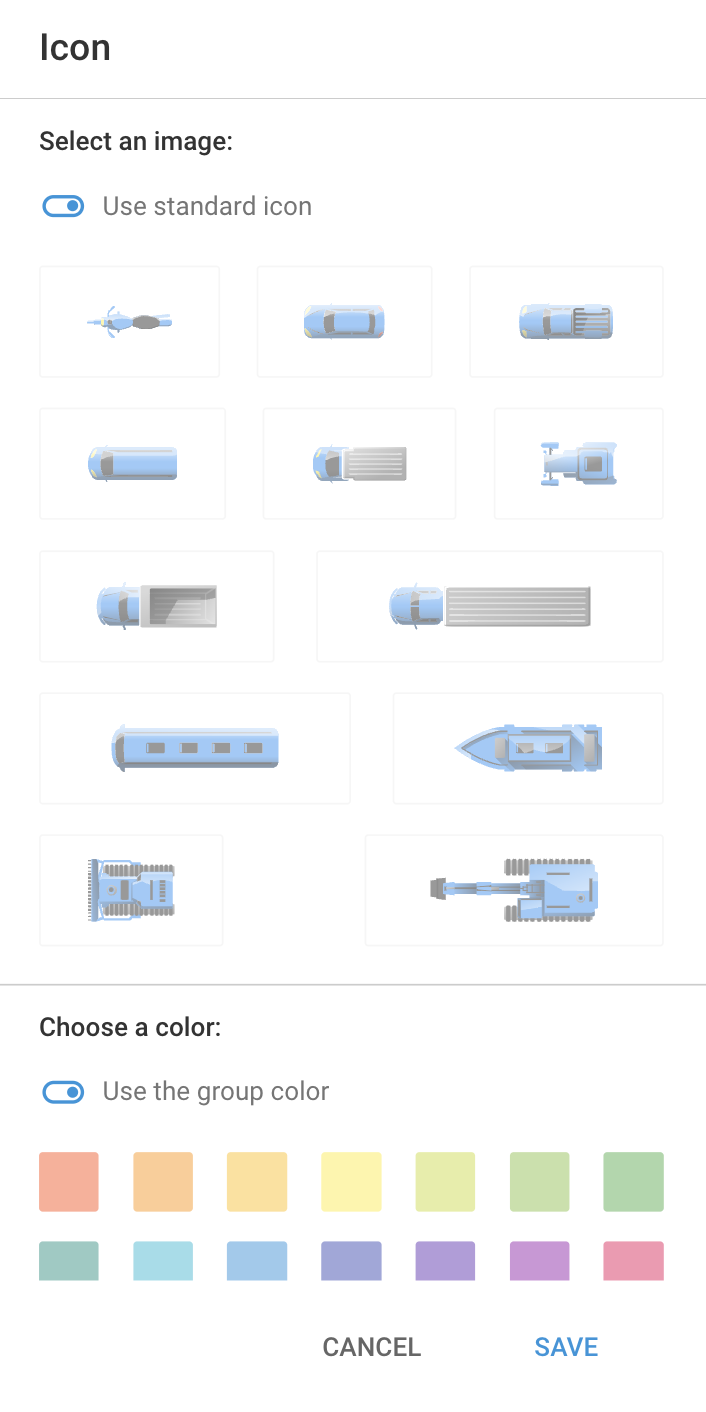 Icon
Select an image:
Use standard icon
Choose a color:
Use the group color
CANCEL SAVE